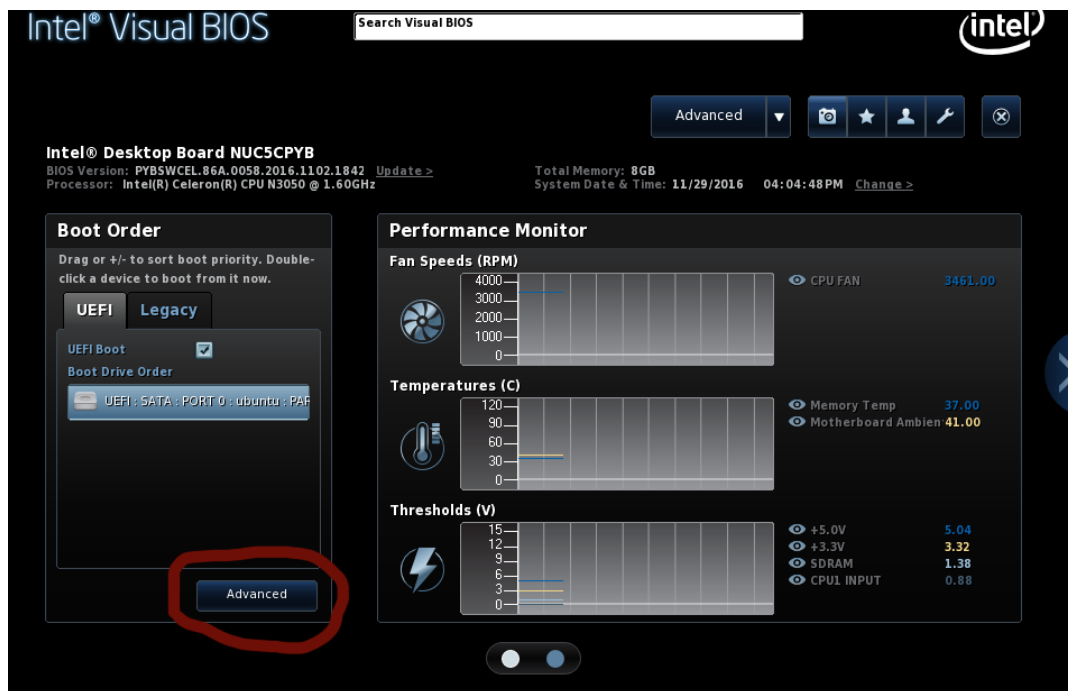 Intel® Visual BIOS
Search Visual BIOS
(intel)
Advanced
Intel® Desktop Board NUC5CPYB
BIOS Version: PYBSWCEL.86A.0058.2016.1102.1842 Update >
Processor: Intel(R) Celeron(R) CPU N3050 @ 1.60GHz
Total Memory: 8GB
System Date & Time: 11/29/2016 04:04:48 PM Change >
Boot Order
Drag or +/- to sort boot priority. Double-
click a device to boot from it now.
UEFI Legacy
UEFI Boot
Boot Drive Order
UEFI : SATA : PORT 0 : ubuntu : PAR
Advanced
Performance Monitor
Fan Speeds (RPM)
4000
3000
2000
1000
0
CPU FAN 3461.00
Temperatures (C)
120
90
60
30
0
Memory Temp 37.00
Motherboard Ambien 41.00
Thresholds (V)
15
12
9
6
3
0
+5.0V 5.04
+3.3V 3.32
SDRAM 1.38
CPU1 INPUT 0.88